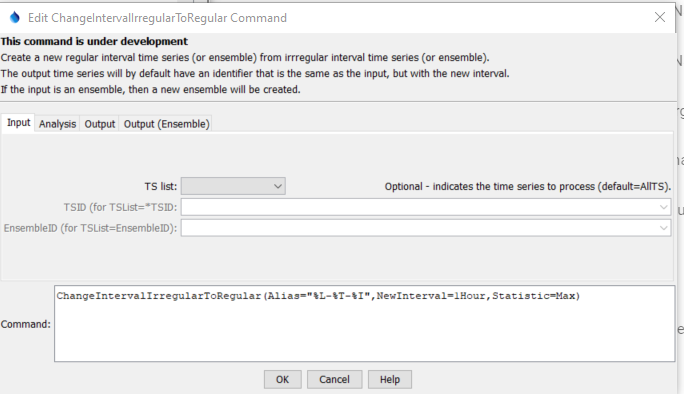 Edit ChangeIntervalIrregularToRegular Command
This command is under development
Create a new regular interval time series (or ensemble) from irrregular interval time series (or ensemble).
The output time series will by default have an identifier that is the same as the input, but with the new interval.
If the input is an ensemble, then a new ensemble will be created.
Input Analysis Output Output (Ensemble)
TS list: Optional - indicates the time series to process (default=AllTS).
TSID (for TSList=*TSID:
EnsembleID (for TSList=EnsembleID):
ChangeIntervalIrregularToRegular(Alias="%L-%T-%I",NewInterval=1Hour,Statistic=Max)
Command:
OK Cancel Help